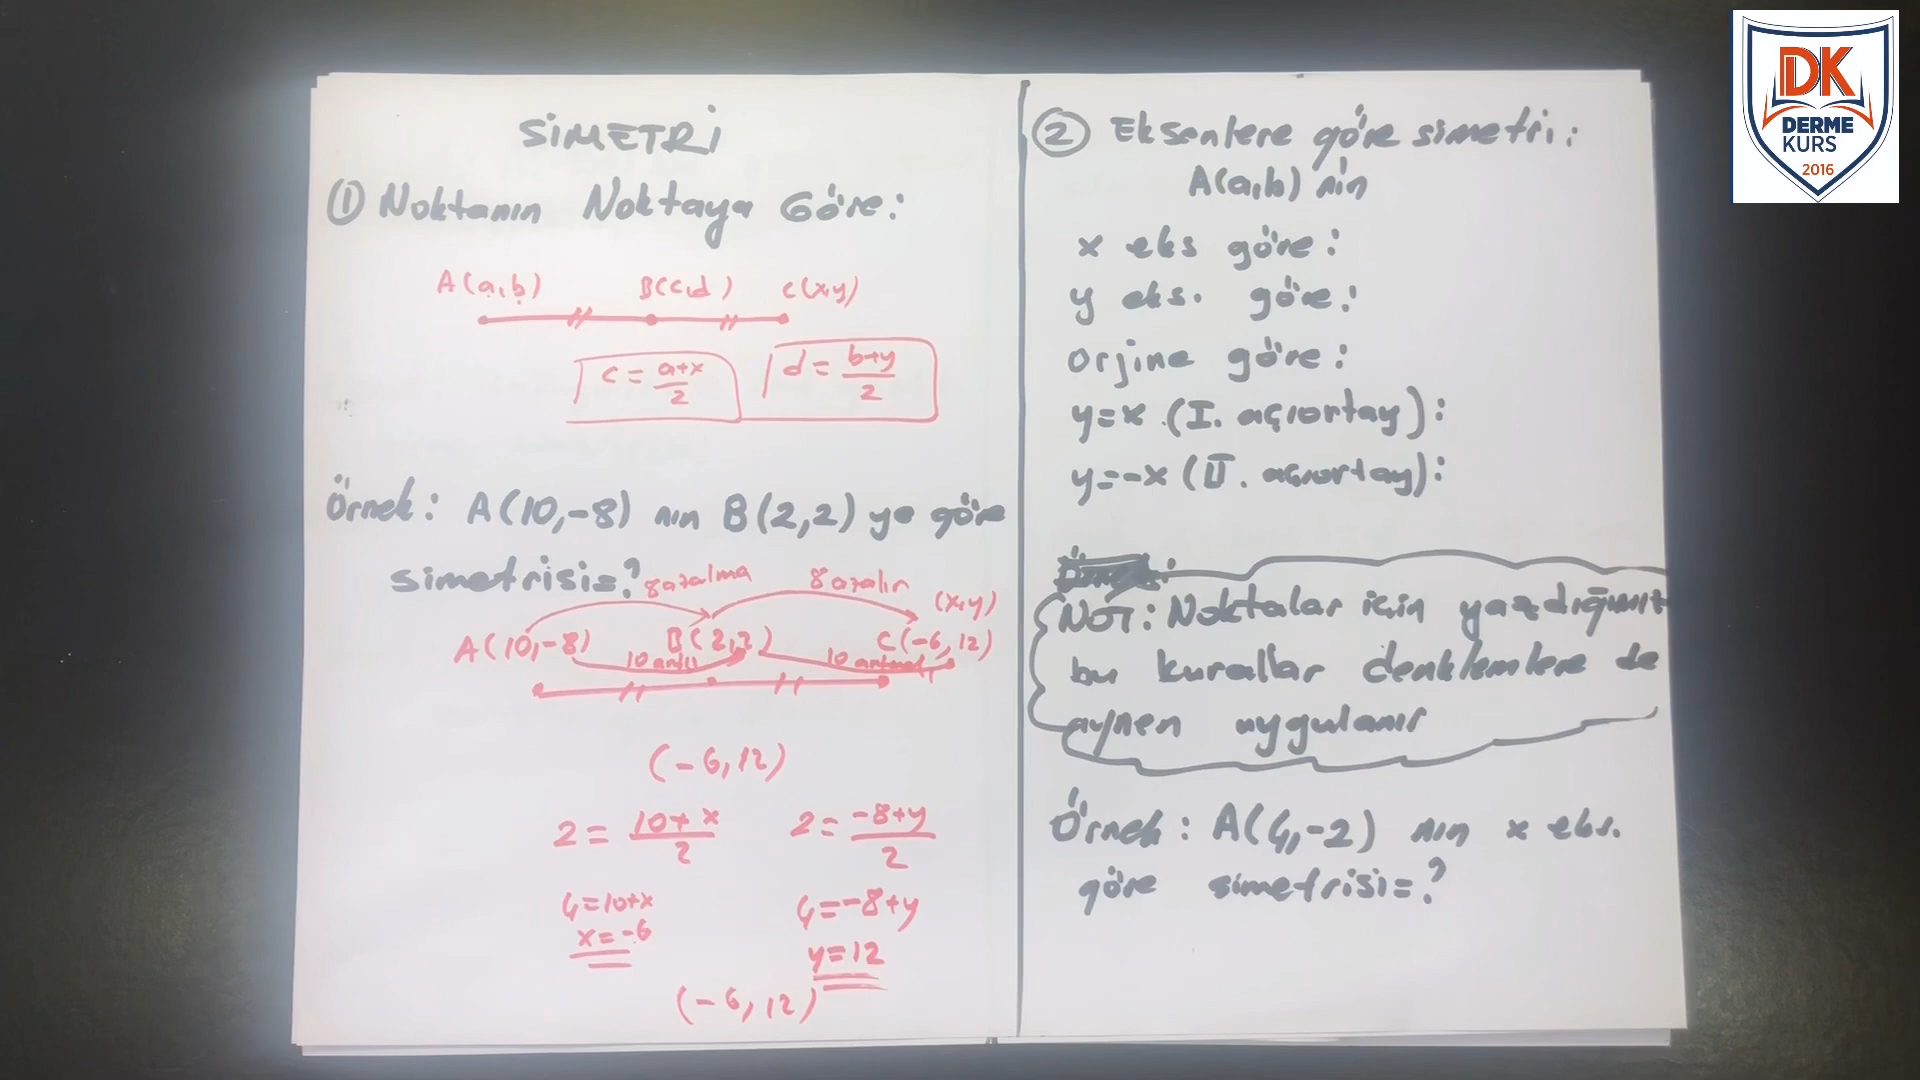 SİMETRİ
① Noktanın Noktaya Göre:
A(a,b) B(c,d) C(x,y)
c = a+x/2 d = b+y/2
Örnek: A(10,-8) nın B(2,2) ye göre
simetrisi=?
8 azalma 8 azalır
(x,y)
A(10,-8) B(2,2) C(-6,12)
10 arttı 10 artmalı
(-6,12)
2 = 10+x/2 2 = -8+y/2
4=10+x 4=-8+y
x=-6 y=12
(-6,12)
② Eksenlere göre simetri:
A(a,b) nin
x eks göre:
y eks. göre:
orjine göre:
y=x (I. açıortay):
y=-x (II. açıortay):
NOT: Noktalar için yazdığımız
bu kurallar denklemlere de
aynen uygulanır
Örnek: A(4,-2) nın x eks.
göre simetrisi=?
DK
DERME
KURS
2016